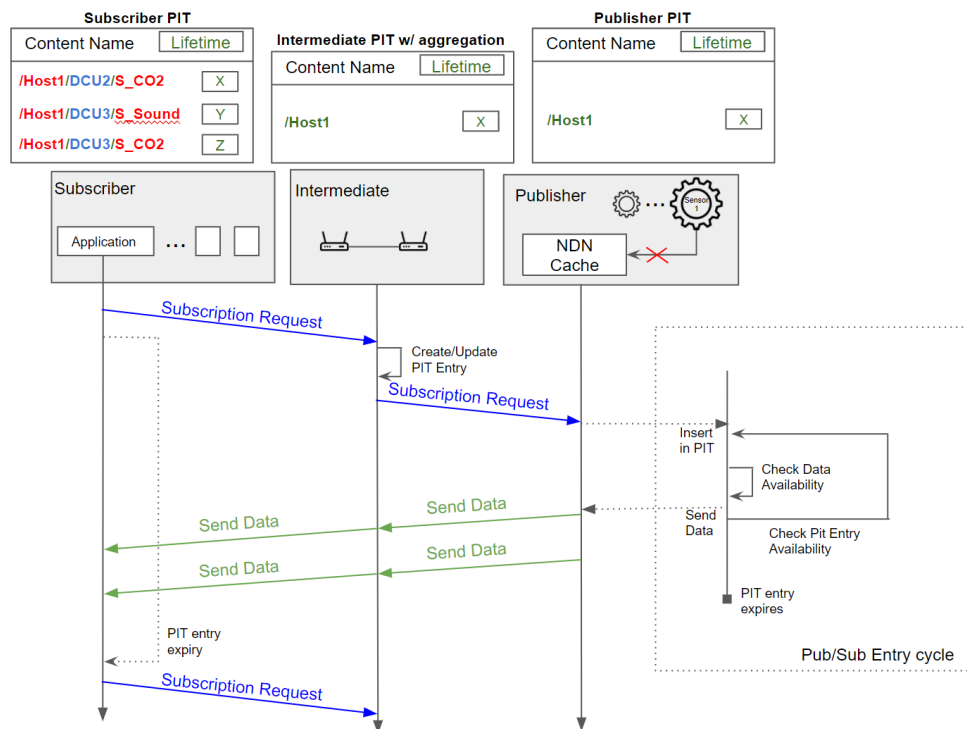 Subscriber PIT
Content Name Lifetime
/Host1/DCU2/S_CO2 X
/Host1/DCU3/S_Sound Y
/Host1/DCU3/S_CO2 Z
Intermediate PIT w/ aggregation
Content Name Lifetime
/Host1 X
Publisher PIT
Content Name Lifetime
/Host1 X
Subscriber
Application ...
Intermediate
Publisher
...
Sensor
1
NDN
Cache
Subscription Request
Create/Update
PIT Entry
Subscription Request
Insert
in PIT
Check Data
Availability
Send
Data
Check Pit Entry
Availability
Send Data
Send Data
Send Data
Send Data
PIT entry
expires
PIT entry
expiry
Pub/Sub Entry cycle
Subscription Request